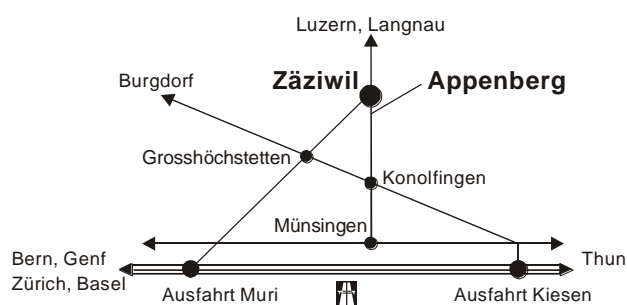 Luzern, Langnau
Burgdorf
Zäziwil
Appenberg
Grosshöchstetten
Konolfingen
Münsingen
Bern, Genf
Zürich, Basel
Thun
Ausfahrt Muri
Ausfahrt Kiesen